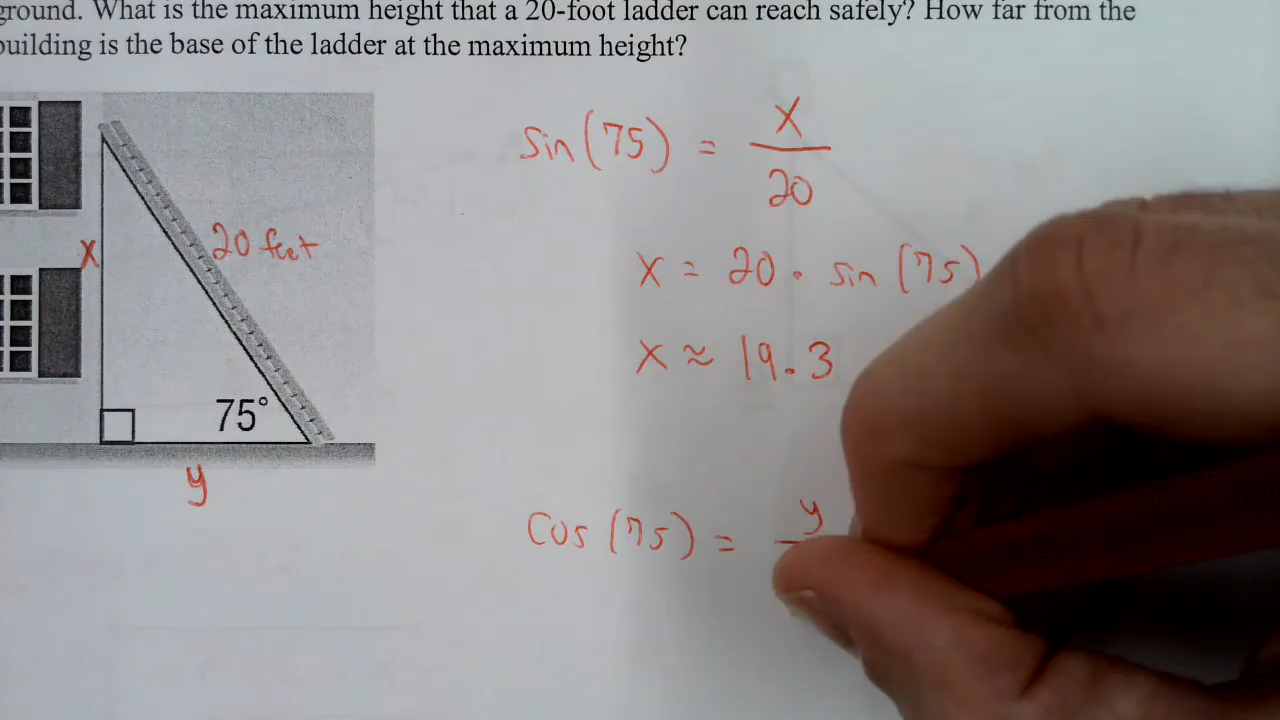 ground. What is the maximum height that a 20-foot ladder can reach safely? How far from the
building is the base of the ladder at the maximum height?
sin(75) = x
20
x
20 feet
x = 20 · sin (75)
x ≈ 19.3
75°
y
cos (75) = y